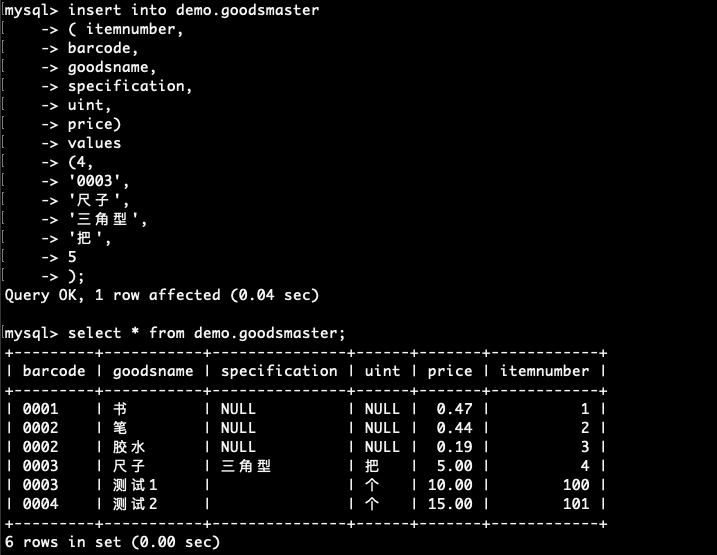 mysql> insert into demo.goodsmaster
    -> ( itemnumber,
    -> barcode,
    -> goodsname,
    -> specification,
    -> uint,
    -> price)
    -> values
    -> (4,
    -> '0003',
    -> '尺子',
    -> '三角型',
    -> '把',
    -> 5
    -> );
Query OK, 1 row affected (0.04 sec)

mysql> select * from demo.goodsmaster;
+---------+-----------+---------------+------+-------+------------+
| barcode | goodsname | specification | uint | price | itemnumber |
+---------+-----------+---------------+------+-------+------------+
| 0001    | 书        | NULL          | NULL |  0.47 |          1 |
| 0002    | 笔        | NULL          | NULL |  0.44 |          2 |
| 0002    | 胶水      | NULL          | NULL |  0.19 |          3 |
| 0003    | 尺子      | 三角型        | 把   |  5.00 |          4 |
| 0003    | 测试1     |               | 个   | 10.00 |        100 |
| 0004    | 测试2     |               | 个   | 15.00 |        101 |
+---------+-----------+---------------+------+-------+------------+
6 rows in set (0.00 sec)